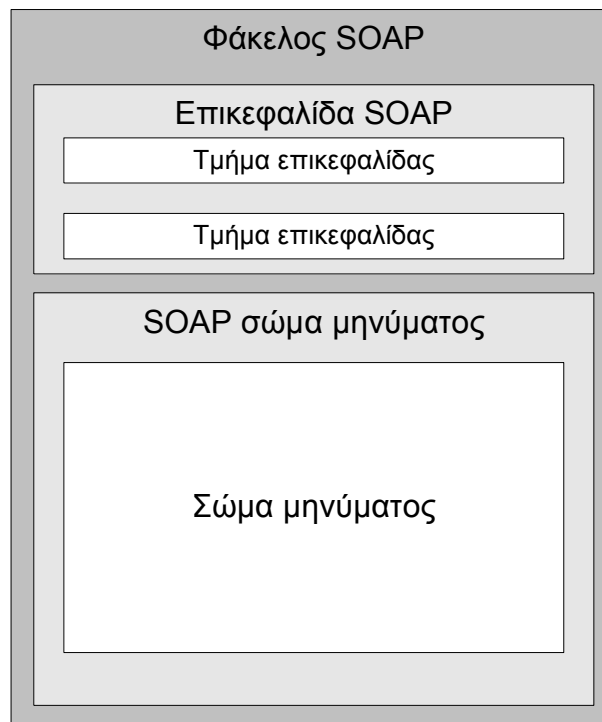 Φάκελος SOAP
Επικεφαλίδα SOAP
Τμήμα επικεφαλίδας
Τμήμα επικεφαλίδας
SOAP σώμα μηνύματος
Σώμα μηνύματος